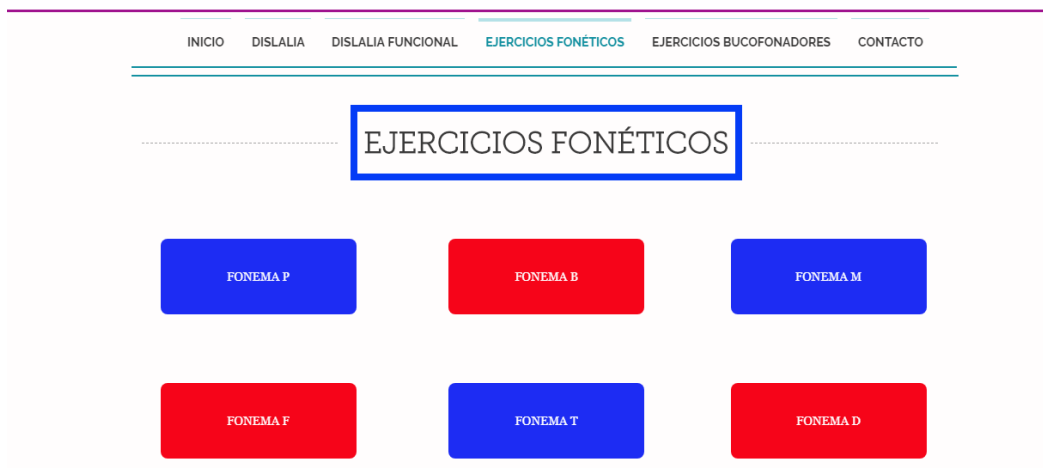 INICIO DISLALIA DISLALIA FUNCIONAL EJERCICIOS FONÉTICOS EJERCICIOS BUCOFONADORES CONTACTO
EJERCICIOS FONÉTICOS
FONEMA P FONEMA B FONEMA M
FONEMA F FONEMA T FONEMA D